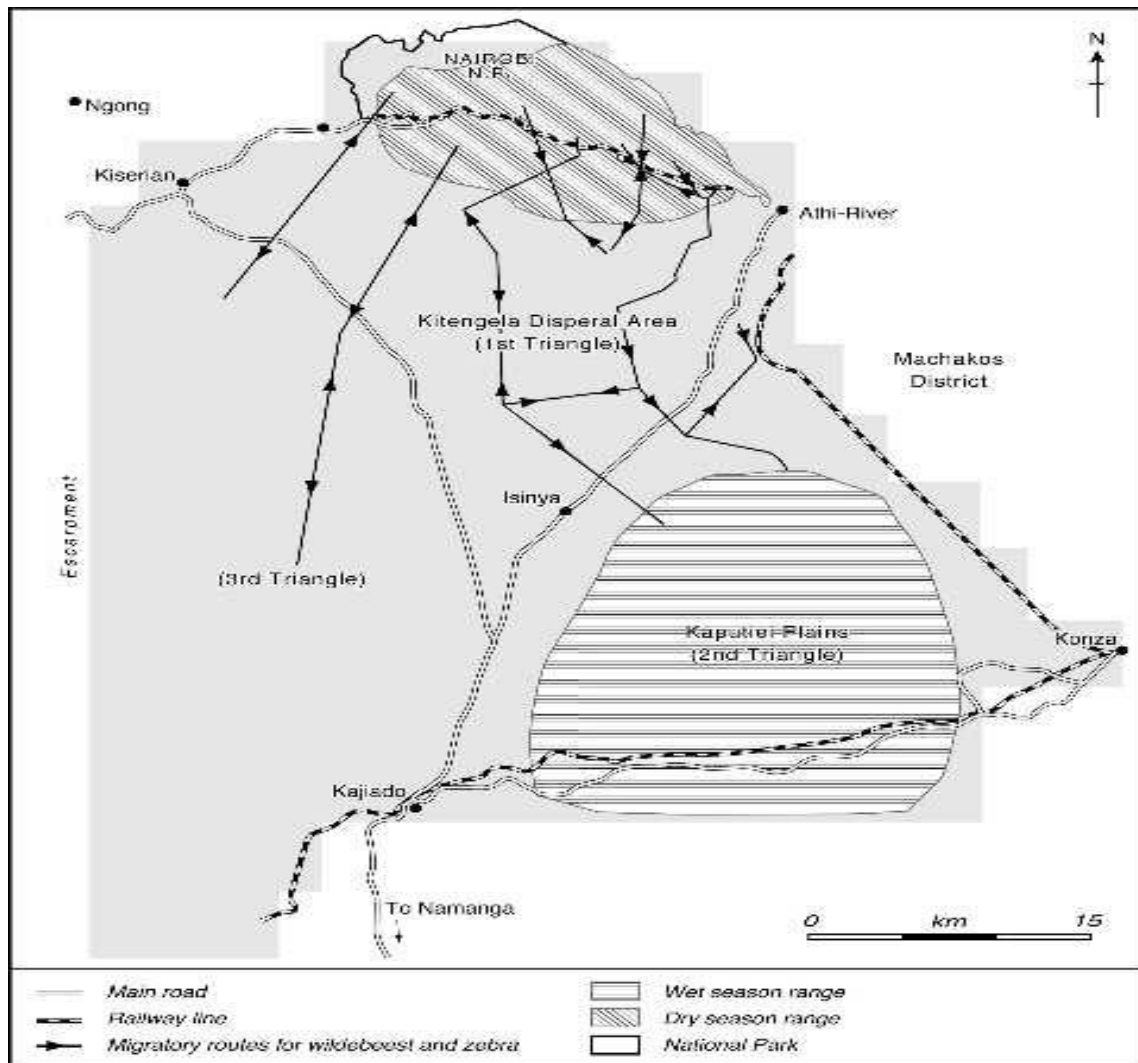 N
NAIROBI
N.P.
Ngong
Kiserian
Athi-River
Kitengela Disperal Area
(1st Triangle)
Machakos
District
Escarpment
Isinya
(3rd Triangle)
Kaputiei Plains
(2nd Triangle)
Konza
Kajiado
To Namanga
0 km 15
Main road
Railway line
Migratory routes for wildebeest and zebra
Wet season range
Dry season range
National Park